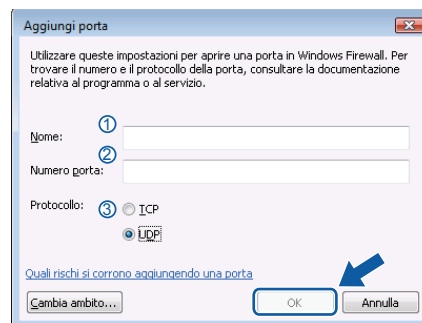 Aggiungi porta
Utilizzare queste impostazioni per aprire una porta in Windows Firewall. Per
trovare il numero e il protocollo della porta, consultare la documentazione
relativa al programma o al servizio.
① Nome:
② Numero porta:
Protocollo: ③ TCP
UDP
Quali rischi si corrono aggiungendo una porta
Cambia ambito...
OK
Annulla